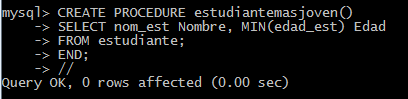 mysql> CREATE PROCEDURE estudiantemasjoven()
-> SELECT nom_est Nombre, MIN(edad_est) Edad
-> FROM estudiante;
-> END;
-> //
Query OK, 0 rows affected (0.00 sec)